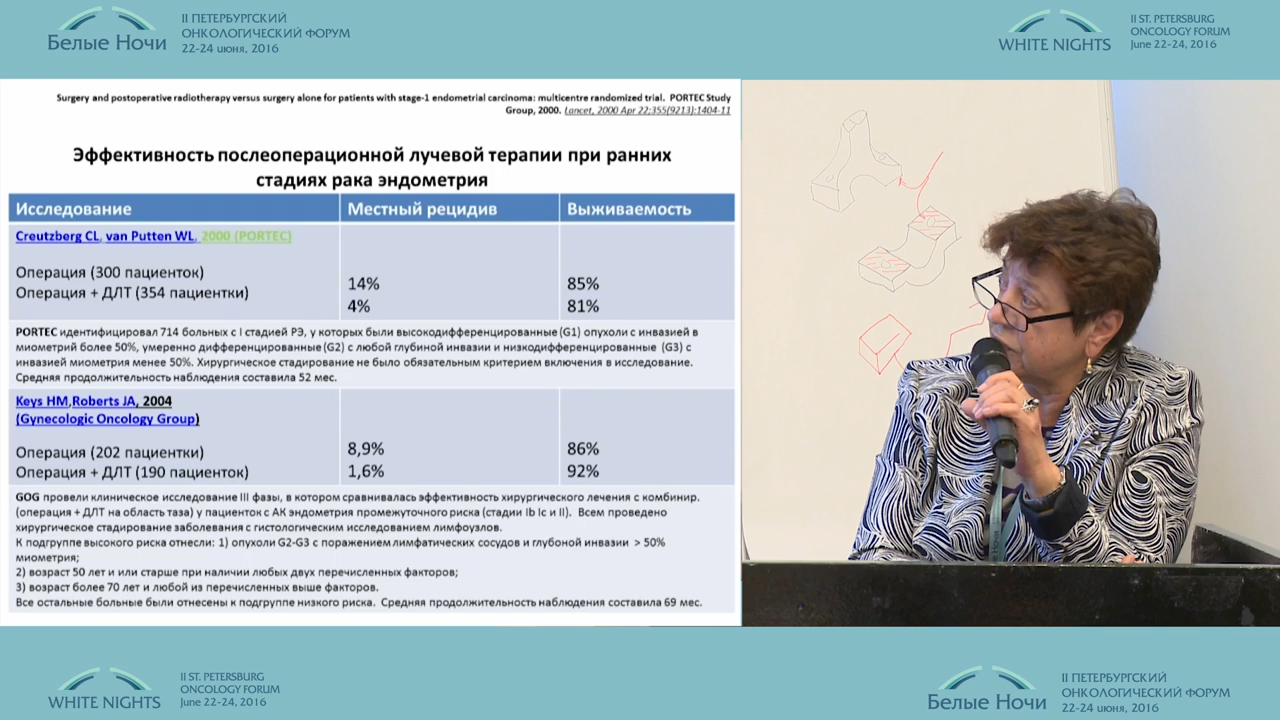 Белые Ночи
II ПЕТЕРБУРГСКИЙ
ОНКОЛОГИЧЕСКИЙ ФОРУМ
22-24 июня, 2016
WHITE NIGHTS
II ST. PETERSBURG
ONCOLOGY FORUM
June 22-24, 2016
Surgery and postoperative radiotherapy versus surgery alone for patients with stage-1 endometrial carcinoma: multicentre randomized trial. PORTEC Study
Group, 2000. Lancet, 2000 Apr 22;355(9213):1404-11
Эффективность послеоперационной лучевой терапии при ранних
стадиях рака эндометрия
Исследование Местный рецидив Выживаемость
Creutzberg CL, van Putten WL, 2000 (PORTEC)
Операция (300 пациенток) 14% 85%
Операция + ДЛТ (354 пациентки) 4% 81%
PORTEC идентифицировал 714 больных с I стадией РЭ, у которых были высокодифференцированные (G1) опухоли с инвазией в
миометрий более 50%, умеренно дифференцированные (G2) с любой глубиной инвазии и низкодифференцированные (G3) с
инвазией миометрия менее 50%. Хирургическое стадирование не было обязательным критерием включения в исследование.
Средняя продолжительность наблюдения составила 52 мес.
Keys HM,Roberts JA, 2004
(Gynecologic Oncology Group)
Операция (202 пациентки) 8,9% 86%
Операция + ДЛТ (190 пациенток) 1,6% 92%
GOG провели клиническое исследование III фазы, в котором сравнивалась эффективность хирургического лечения с комбинир.
(операция + ДЛТ на область таза) у пациенток с АК эндометрия промежуточного риска (стадии Ib Ic и II). Всем проведено
хирургическое стадирование заболевания с гистологическим исследованием лимфоузлов.
К подгруппе высокого риска отнесли: 1) опухоли G2-G3 с поражением лимфатических сосудов и глубоной инвазии > 50%
миометрия;
2) возраст 50 лет и или старше при наличии любых двух перечисленных факторов;
3) возраст более 70 лет и любой из перечисленных выше факторов.
Все остальные больные были отнесены к подгруппе низкого риска. Средняя продолжительность наблюдения составила 69 мес.
WHITE NIGHTS
II ST. PETERSBURG
ONCOLOGY FORUM
June 22-24, 2016
Белые Ночи
II ПЕТЕРБУРГСКИЙ
ОНКОЛОГИЧЕСКИЙ ФОРУМ
22-24 июня, 2016